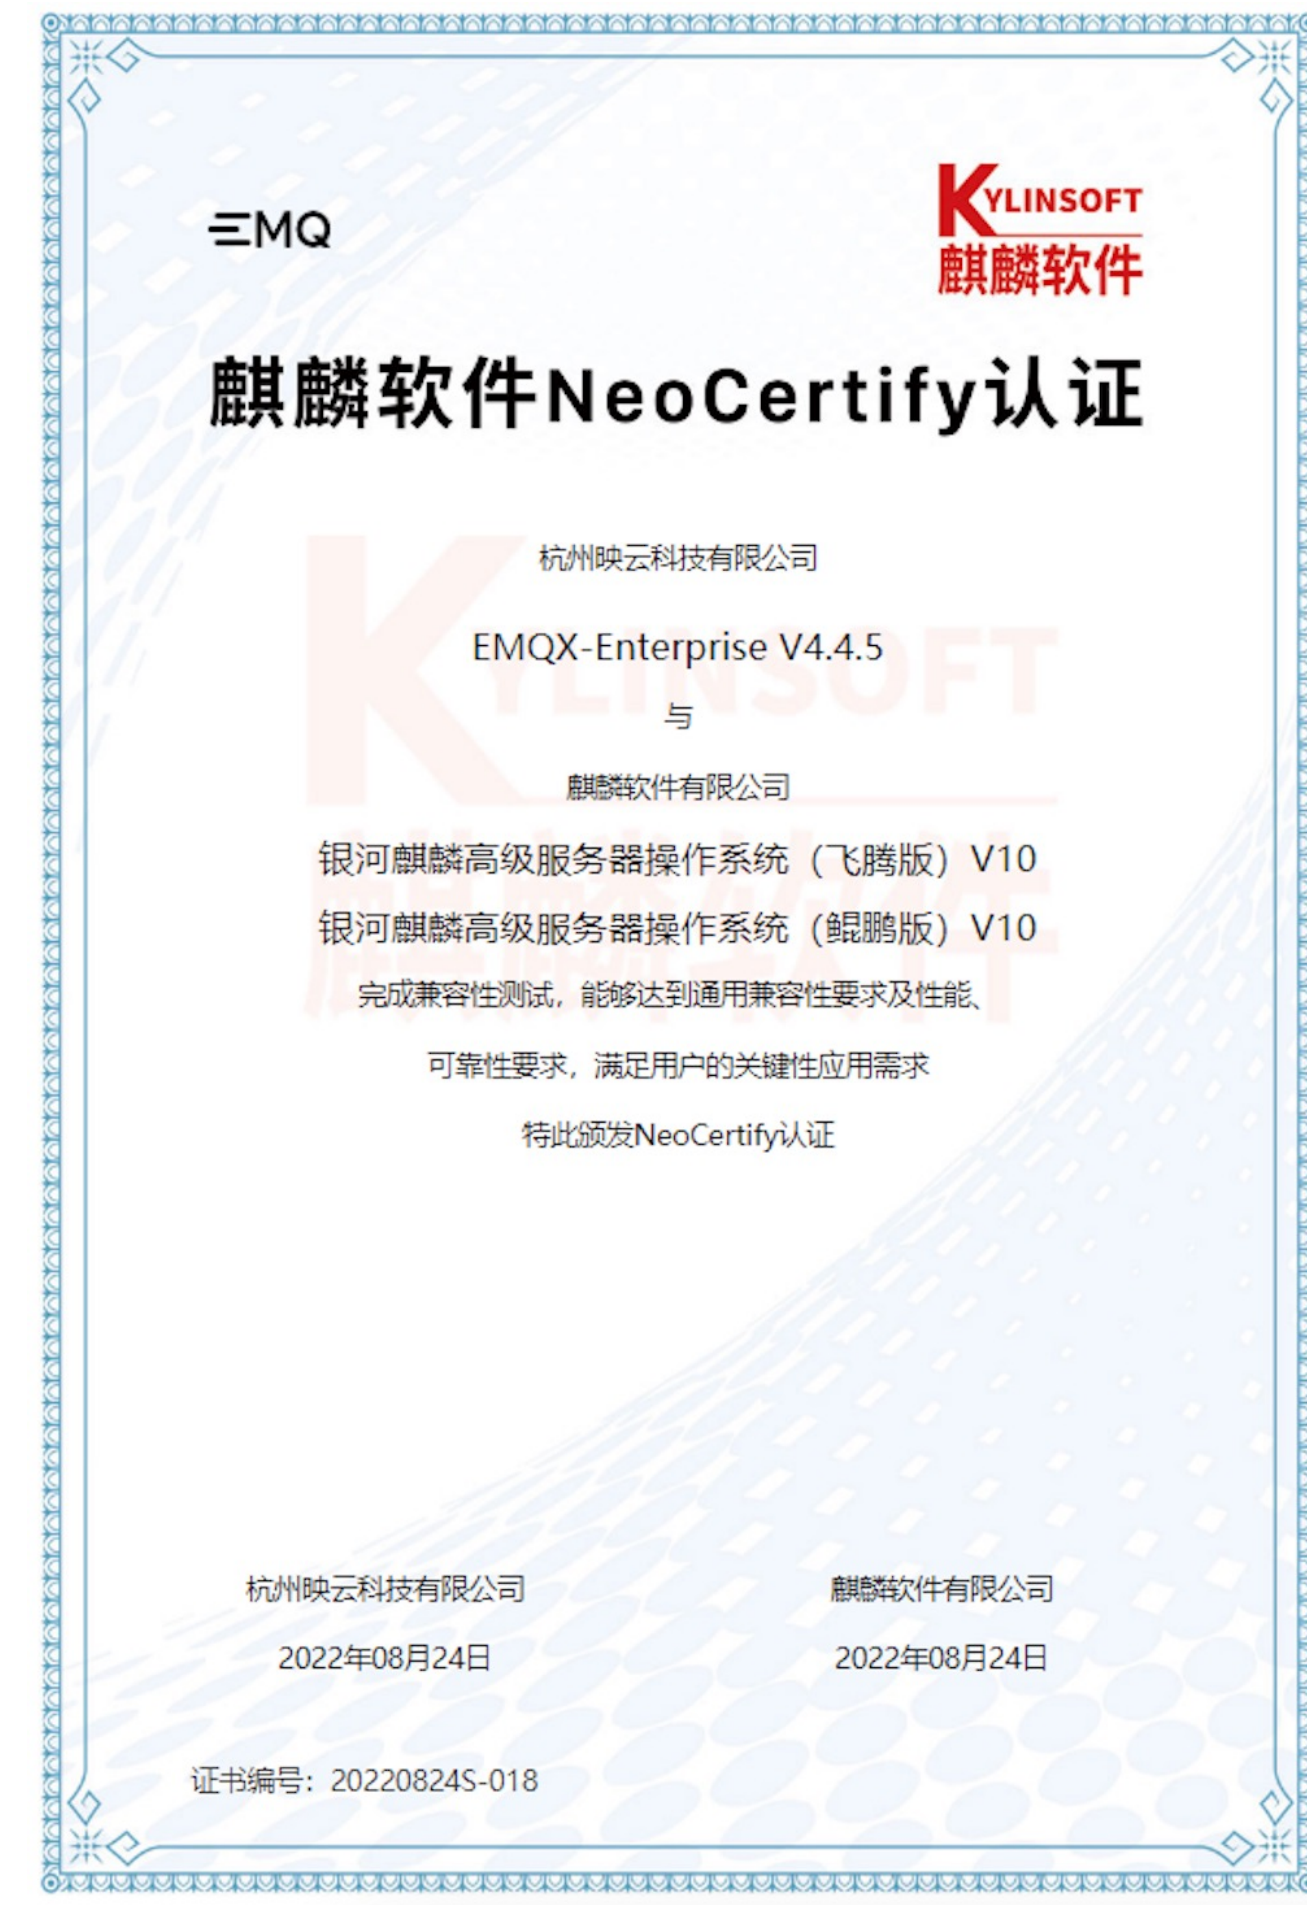 EMQ
KYLINSOFT
麒麟软件
麒麟软件NeoCertify认证
杭州映云科技有限公司
EMQX-Enterprise V4.4.5
与
麒麟软件有限公司
银河麒麟高级服务器操作系统（飞腾版）V10
银河麒麟高级服务器操作系统（鲲鹏版）V10
完成兼容性测试，能够达到通用兼容性要求及性能、
可靠性要求，满足用户的关键性应用需求
特此颁发NeoCertify认证
KYLINSOFT
麒麟软件
杭州映云科技有限公司
麒麟软件有限公司
2022年08月24日
2022年08月24日
证书编号：20220824S-018